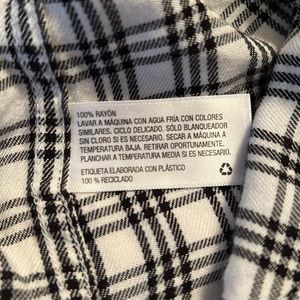 100% RAYÓN
LAVAR A MÁQUINA CON AGUA FRÍA CON COLORES
SIMILARES. CICLO DELICADO. SÓLO BLANQUEADOR
SIN CLORO SI ES NECESARIO. SECAR A MÁQUINA A
TEMPERATURA BAJA. RETIRAR OPORTUNAMENTE.
PLANCHAR A TEMPERATURA MEDIA SI ES NECESARIO.
ETIQUETA ELABORADA CON PLÁSTICO
100 % RECICLADO